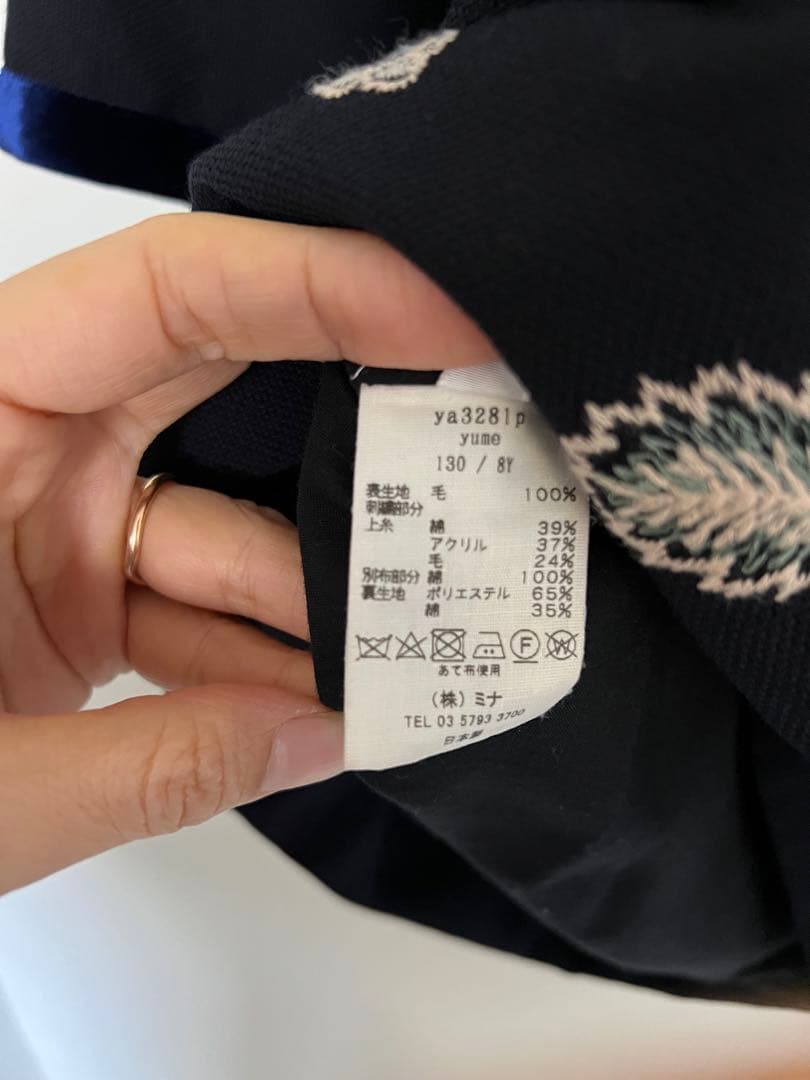 ya3281p
yume
130 / 8Y
表生地 毛 100%
刺繍部分
上糸 綿 39%
アクリル 37%
毛 24%
別布部分 綿 100%
裏生地 ポリエステル 65%
綿 35%
F W
あて布使用
(株) ミナ
TEL 03 5793 3700
日本製